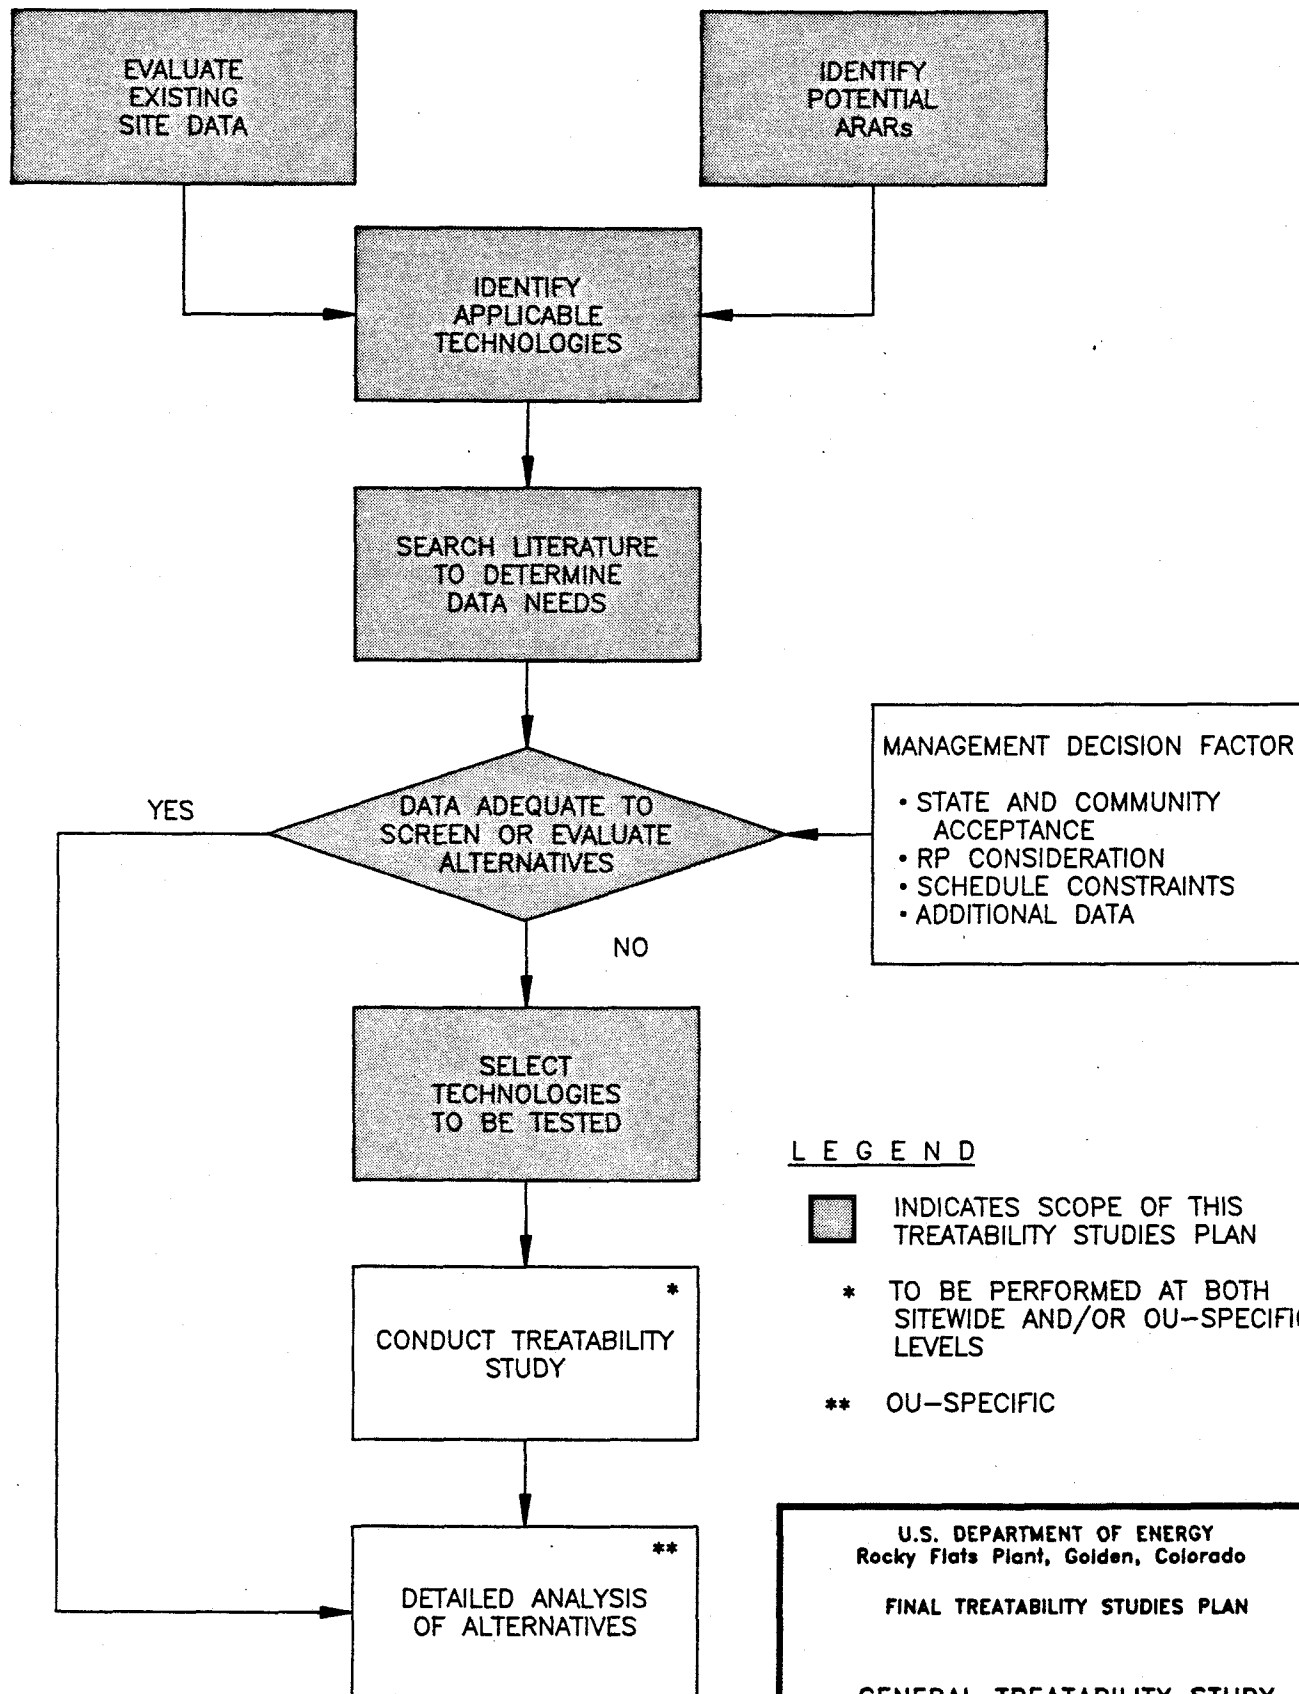 EVALUATE
EXISTING
SITE DATA
IDENTIFY
POTENTIAL
ARARs
IDENTIFY
APPLICABLE
TECHNOLOGIES
SEARCH LITERATURE
TO DETERMINE
DATA NEEDS
MANAGEMENT DECISION FACTOR
• STATE AND COMMUNITY
ACCEPTANCE
• RP CONSIDERATION
• SCHEDULE CONSTRAINTS
• ADDITIONAL DATA
YES
DATA ADEQUATE TO
SCREEN OR EVALUATE
ALTERNATIVES
NO
SELECT
TECHNOLOGIES
TO BE TESTED
LEGEND
INDICATES SCOPE OF THIS
TREATABILITY STUDIES PLAN
* TO BE PERFORMED AT BOTH
SITEWIDE AND/OR OU-SPECIFIC
LEVELS
** OU-SPECIFIC
*
CONDUCT TREATABILITY
STUDY
**
DETAILED ANALYSIS
OF ALTERNATIVES
U.S. DEPARTMENT OF ENERGY
Rocky Flats Plant, Golden, Colorado
FINAL TREATABILITY STUDIES PLAN
GENERAL TREATABILITY STUDY